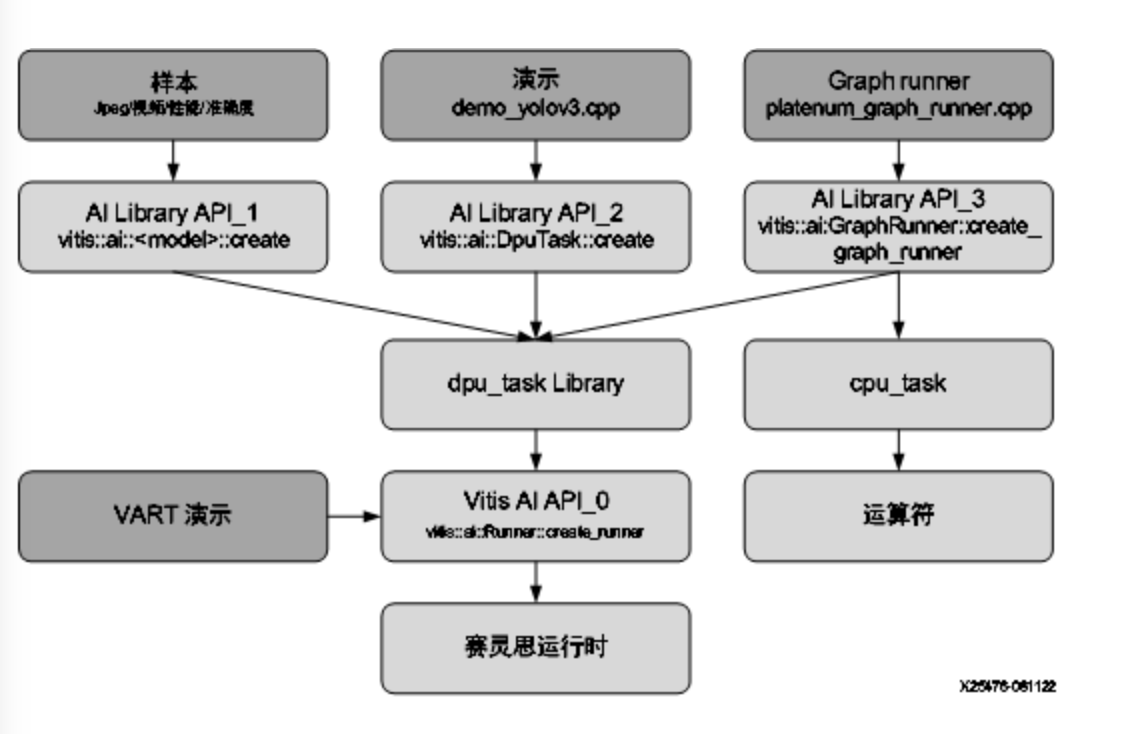 样本
Jpeg/视频/性能/准确度
演示
demo_yolov3.cpp
Graph runner
platenum_graph_runner.cpp
AI Library API_1
vitis::ai::<model>::create
AI Library API_2
vitis::ai::DpuTask::create
AI Library API_3
vitis::ai:GraphRunner::create_
graph_runner
dpu_task Library
cpu_task
VART 演示
Vitis AI API_0
vitis::ai::Runner::create_runner
运算符
赛灵思运行时
X25476-061122